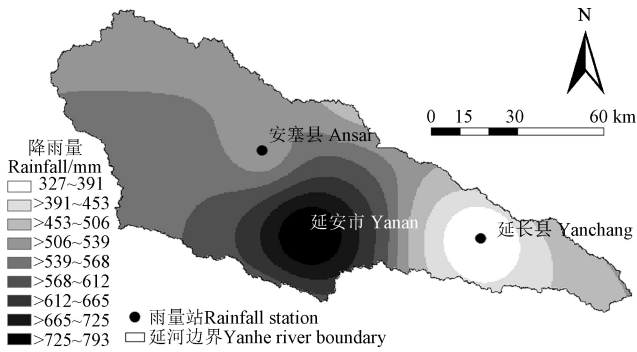 N
0 15 30 60 km
安塞县 Ansar
降雨量
Rainfall/mm
327~391
>391~453
>453~506
>506~539
>539~568
>568~612
>612~665
>665~725
>725~793
延安市 Yanan
延长县 Yanchang
雨量站Rainfall station
延河边界Yanhe river boundary